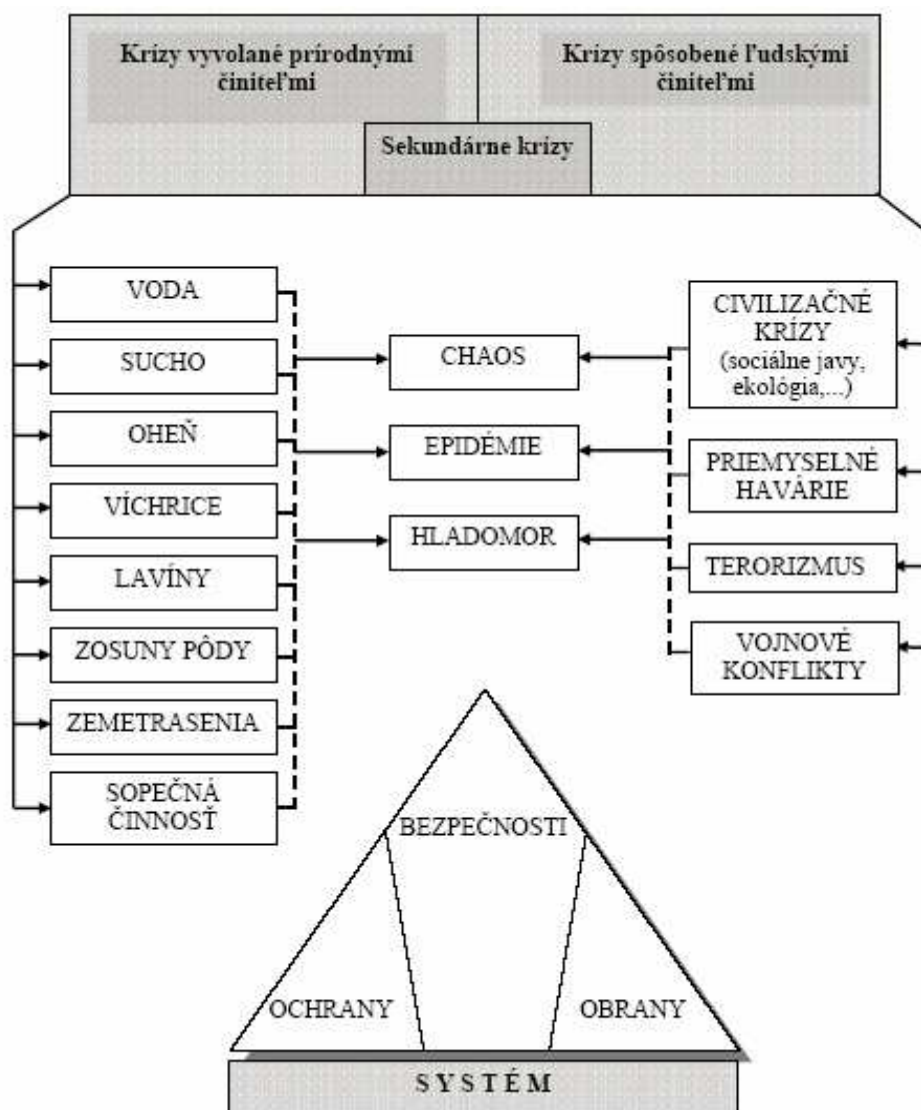 Krízy vyvolané prírodnými
činiteľmi
Krízy spôsobené ľudskými
činiteľmi
Sekundárne krízy
VODA
SUCHO
OHEŇ
VÍCHRICE
LAVÍNY
ZOSUNY PÔDY
ZEMETRASENIA
SOPEČNÁ
ČINNOSŤ
CHAOS
EPIDÉMIE
HLADOMOR
CIVILIZAČNÉ
KRÍZY
(sociálne javy,
ekológia,...)
PRIEMYSELNÉ
HAVÁRIE
TERORIZMUS
VOJNOVÉ
KONFLIKTY
BEZPEČNOSTI
OCHRANY
OBRANY
S Y S T É M